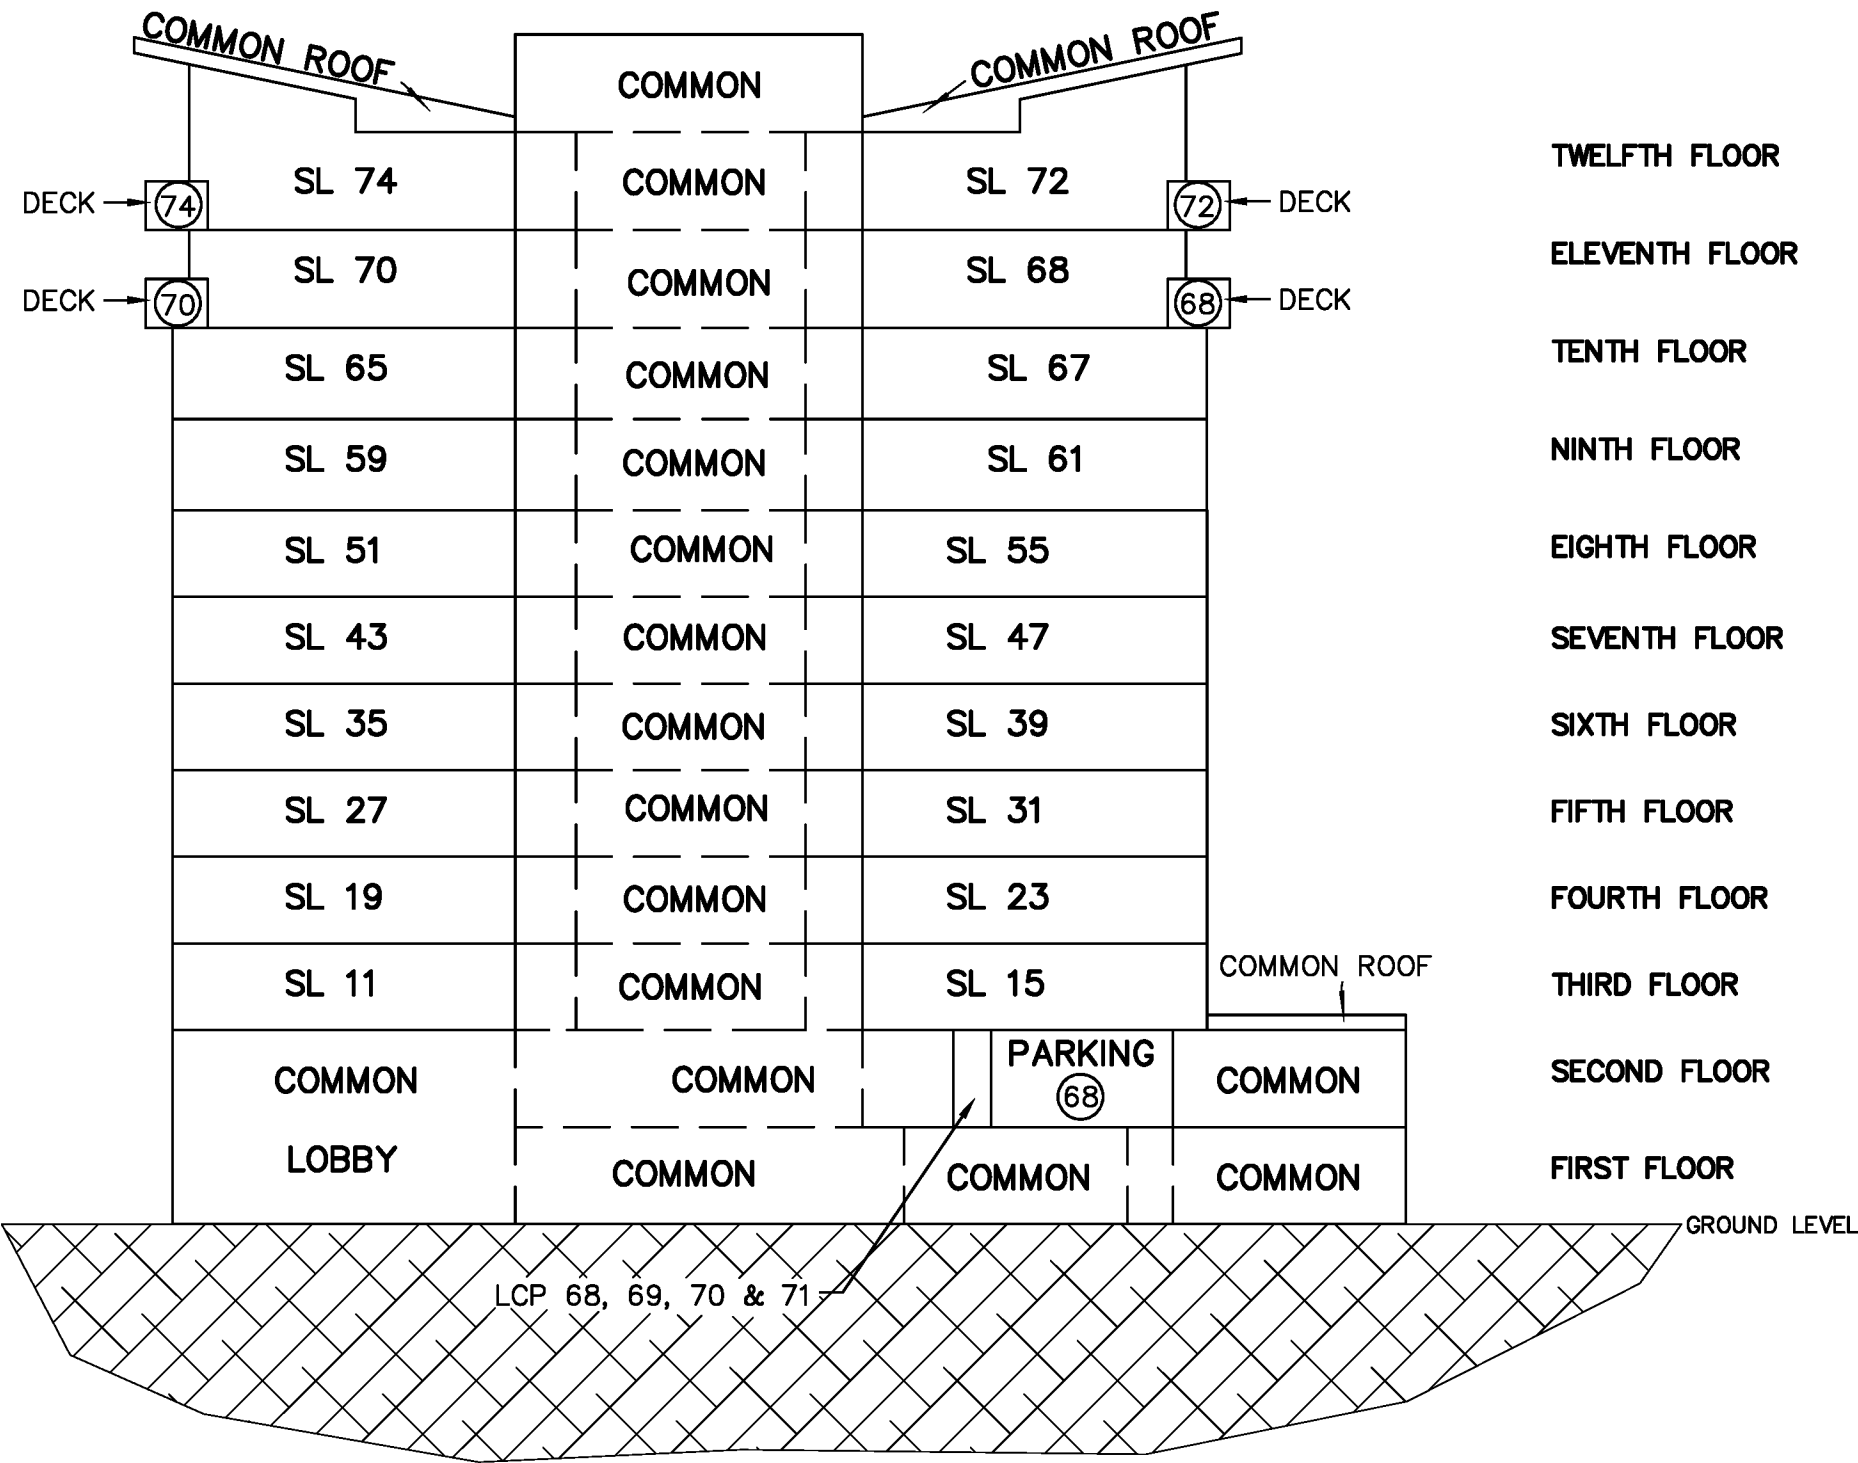 COMMON ROOF
COMMON ROOF
COMMON
SL 74 COMMON SL 72 TWELFTH FLOOR
DECK 74 72 DECK
SL 70 COMMON SL 68 ELEVENTH FLOOR
DECK 70 68 DECK
SL 65 COMMON SL 67 TENTH FLOOR
SL 59 COMMON SL 61 NINTH FLOOR
SL 51 COMMON SL 55 EIGHTH FLOOR
SL 43 COMMON SL 47 SEVENTH FLOOR
SL 35 COMMON SL 39 SIXTH FLOOR
SL 27 COMMON SL 31 FIFTH FLOOR
SL 19 COMMON SL 23 FOURTH FLOOR
COMMON ROOF
SL 11 COMMON SL 15 THIRD FLOOR
PARKING
COMMON COMMON 68 COMMON SECOND FLOOR
LOBBY COMMON COMMON COMMON FIRST FLOOR
GROUND LEVEL
LCP 68, 69, 70 & 71